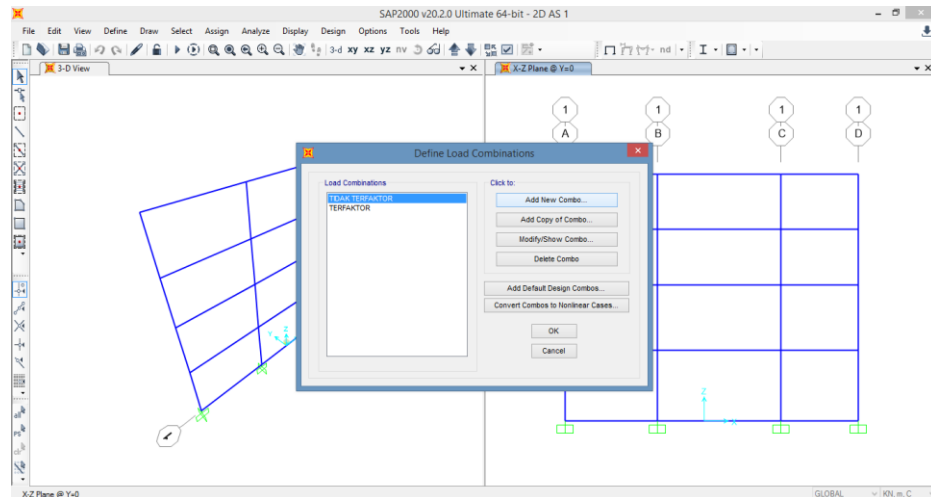 SAP2000 v20.2.0 Ultimate 64-bit - 2D AS 1
File Edit View Define Draw Select Assign Analyze Display Design Options Tools Help
3-d xy xz yz nv
nd
3-D View
X-Z Plane @ Y=0
1 1 1 1
A B C D
Define Load Combinations
Load Combinations
TIDAK TERFAKTOR
TERFAKTOR
Click to:
Add New Combo...
Add Copy of Combo...
Modify/Show Combo...
Delete Combo
Add Default Design Combos...
Convert Combos to Nonlinear Cases...
OK
Cancel
Y Z
Z
X
X-Z Plane @ Y=0
GLOBAL
KN, m, C